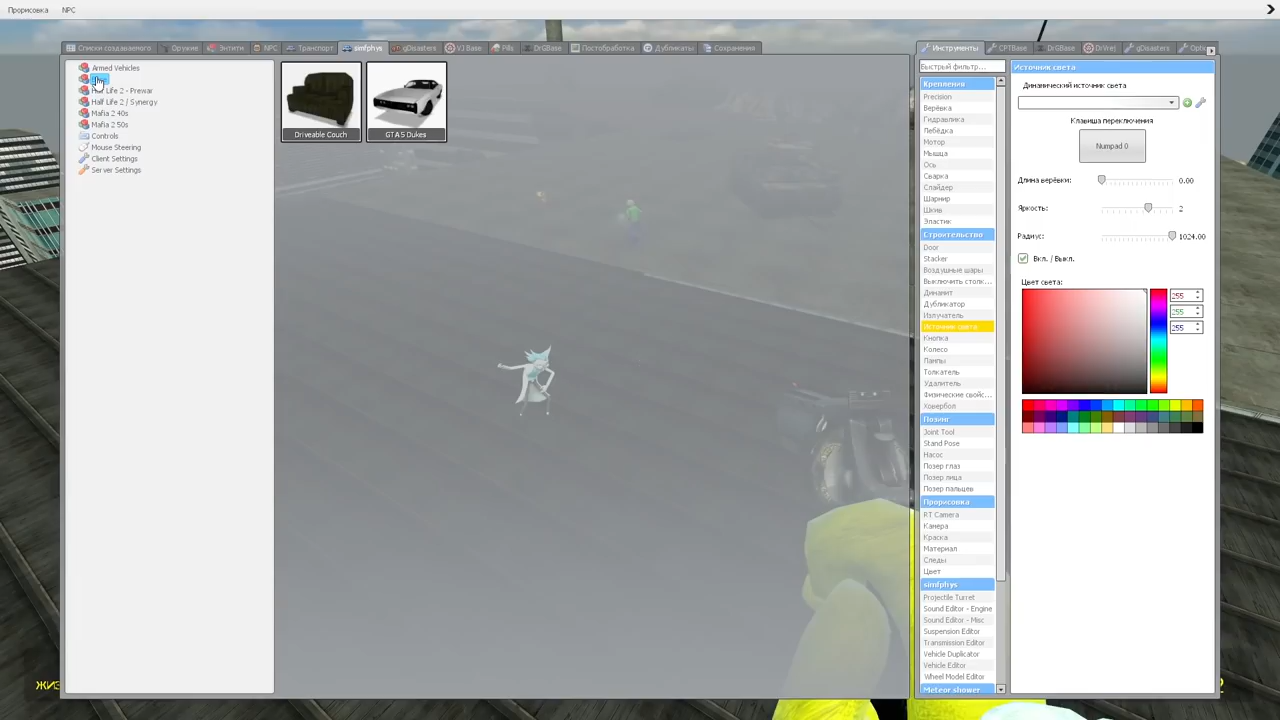 Прорисовка NPC
Списки создаваемого Оружие Энтити NPC Транспорт simfphys gDisasters VJ Base Pills DrGBase Постобработка Дубликаты Сохранения
Armed Vehicles
Half Life 2 - Prewar
Half Life 2 / Synergy
Mafia 2 40s
Mafia 2 50s
Controls
Mouse Steering
Client Settings
Server Settings
Driveable Couch
GTA 5 Dukes
Инструменты CPTBase DrGBase DrVrej gDisasters
Быстрый фильтр...
Крепления
Precision
Верёвка
Гидравлика
Лебёдка
Мотор
Мышца
Ось
Сварка
Слайдер
Шарнир
Шкив
Эластик
Строительство
Door
Stacker
Воздушные шары
Выключить столк...
Динамит
Дубликатор
Излучатель
Источник света
Кнопка
Колесо
Лампы
Толкатель
Удалитель
Физические свойс...
Ховербол
Позинг
Joint Tool
Stand Pose
Насос
Позер глаз
Позер лица
Позер пальцев
Прорисовка
RT Camera
Камера
Краска
Материал
Следы
Цвет
simfphys
Projectile Turret
Sound Editor - Engine
Sound Editor - Misc
Suspension Editor
Transmission Editor
Vehicle Duplicator
Vehicle Editor
Wheel Model Editor
Meteor shower
Источник света
Динамический источник света
Клавиша переключения
Numpad 0
Длина верёвки: 0.00
Яркость: 2
Радиус: 1024.00
Вкл. / Выкл.
Цвет света:
255
255
255